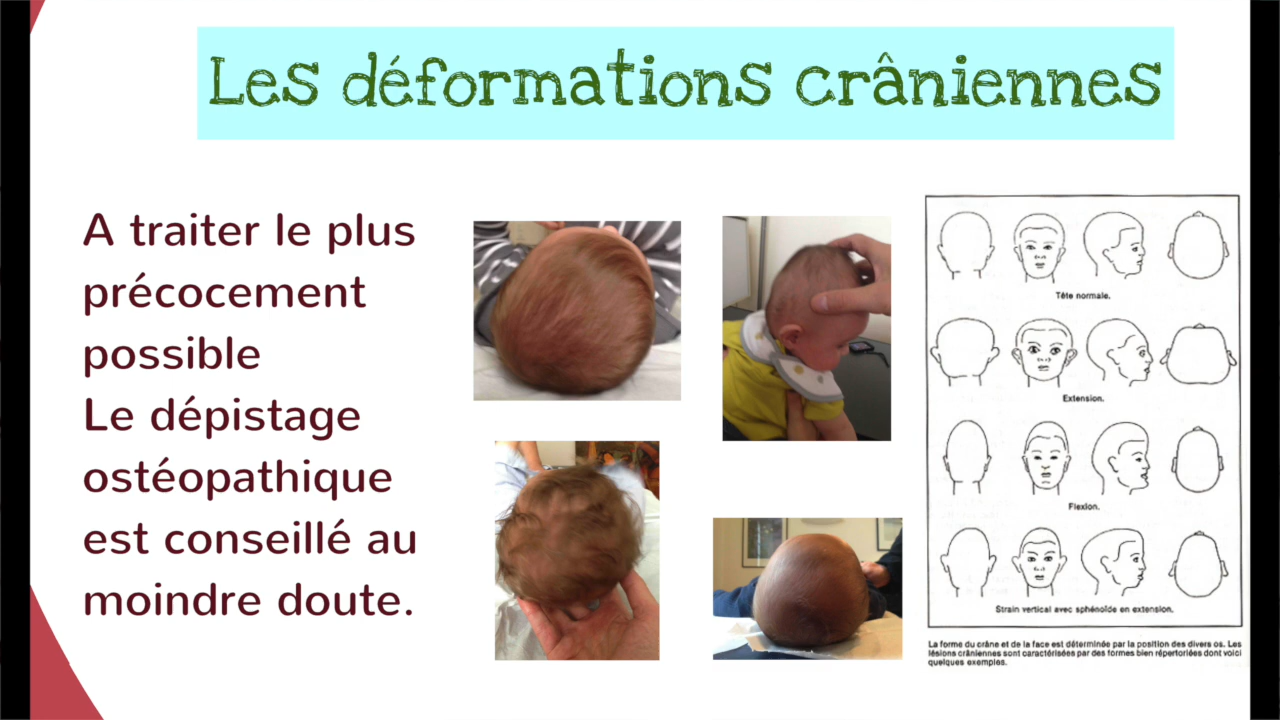 Les déformations crâniennes
A traiter le plus
précocement
possible
Le dépistage
ostéopathique
est conseillé au
moindre doute.
Tête normale.
Extension.
Flexion.
Strain vertical avec sphénoïde en extension.
La forme du crâne et de la face est déterminée par la position des divers os. Les
lésions crâniennes sont caractérisées par des formes bien répertoriées dont voici
quelques exemples.